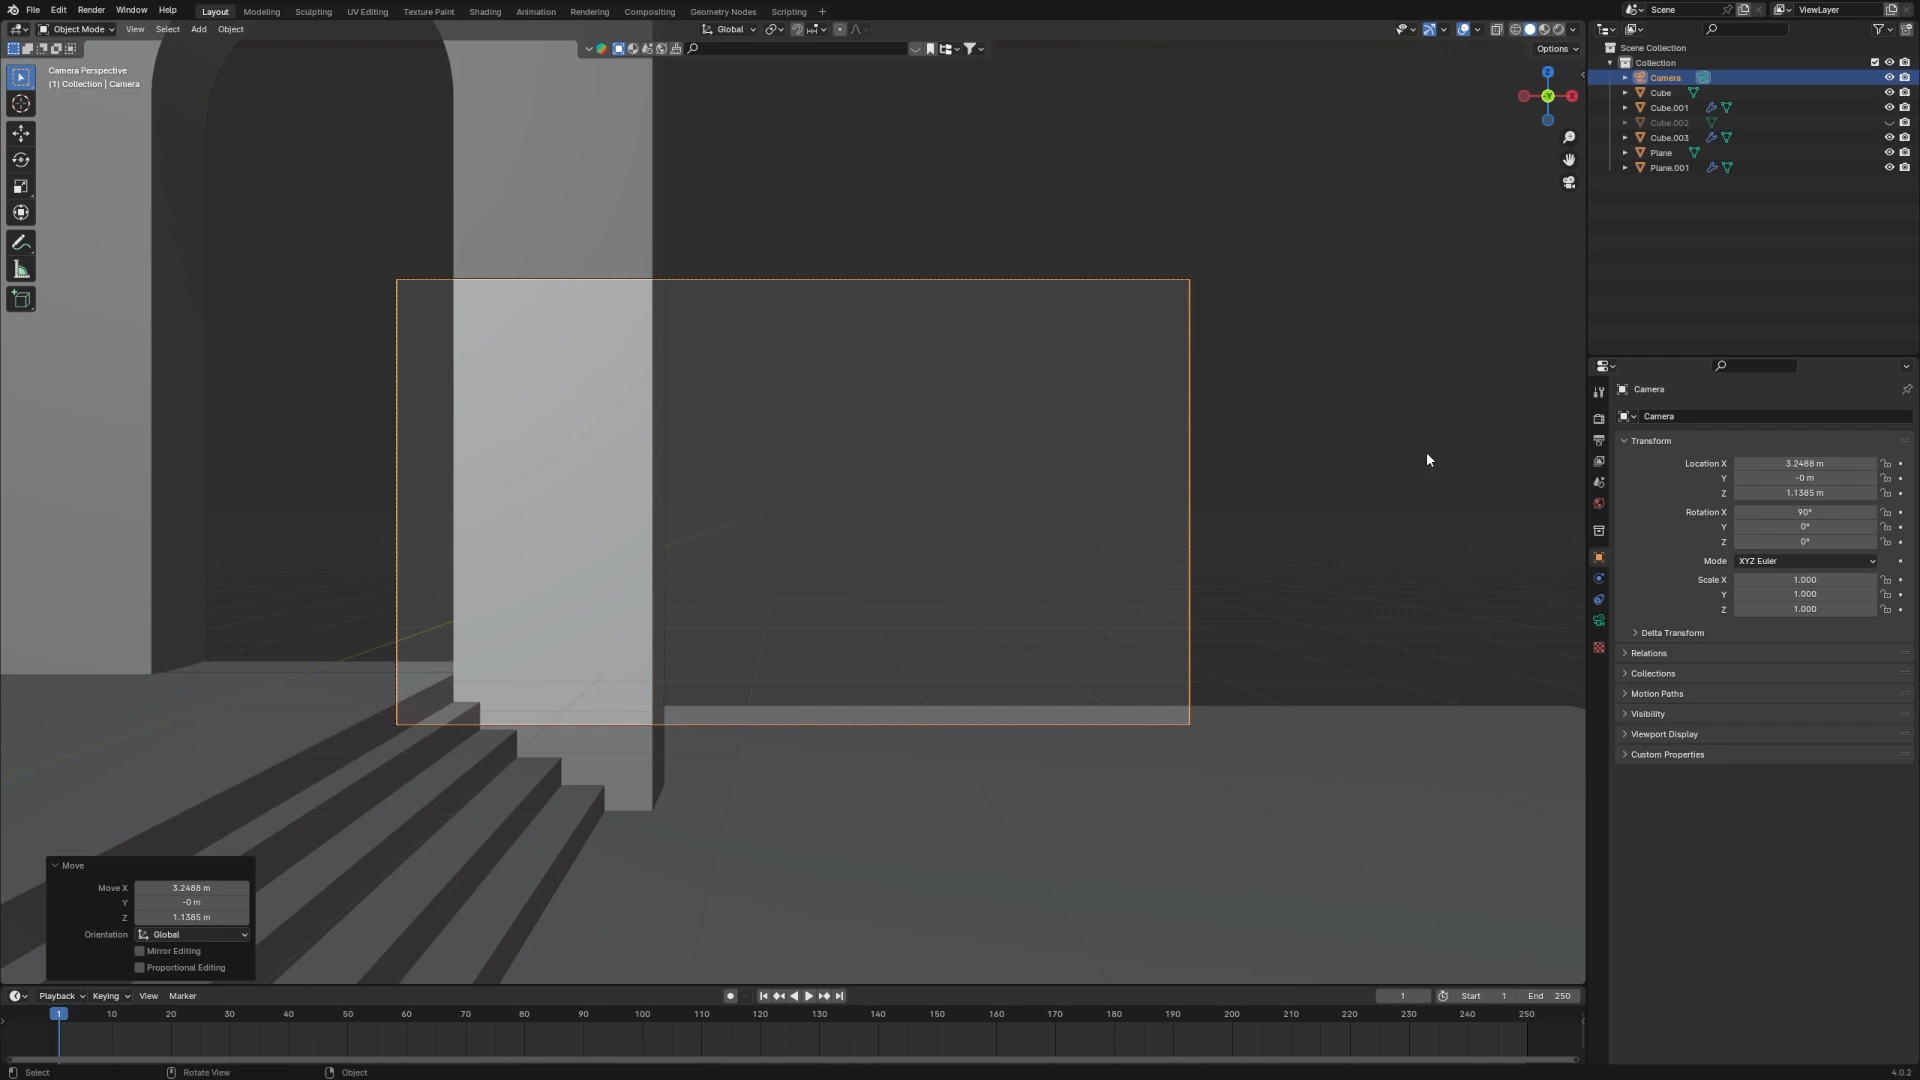 File Edit Render Window Help Layout Modeling Sculpting UV Editing Texture Paint Shading Animation Rendering Compositing Geometry Nodes Scripting + Scene ViewLayer
Object Mode View Select Add Object Global
Options
Camera Perspective
(1) Collection | Camera
Z
-Y
X
Scene Collection
Collection
Camera
Cube
Cube.001
Cube.002
Cube.003
Plane
Plane.001
Camera
Camera
Transform
Location X 3.2488 m
Y -0 m
Z 1.1385 m
Rotation X 90°
Y 0°
Z 0°
Mode XYZ Euler
Scale X 1.000
Y 1.000
Z 1.000
Delta Transform
Relations
Collections
Motion Paths
Visibility
Viewport Display
Custom Properties
Move
Move X 3.2488 m
Y -0 m
Z 1.1385 m
Orientation Global
Mirror Editing
Proportional Editing
Playback Keying View Marker 1 Start 1 End 250
1 10 20 30 40 50 60 70 80 90 100 110 120 130 140 150 160 170 180 190 200 210 220 230 240 250
Select Rotate View Object 4.0.2